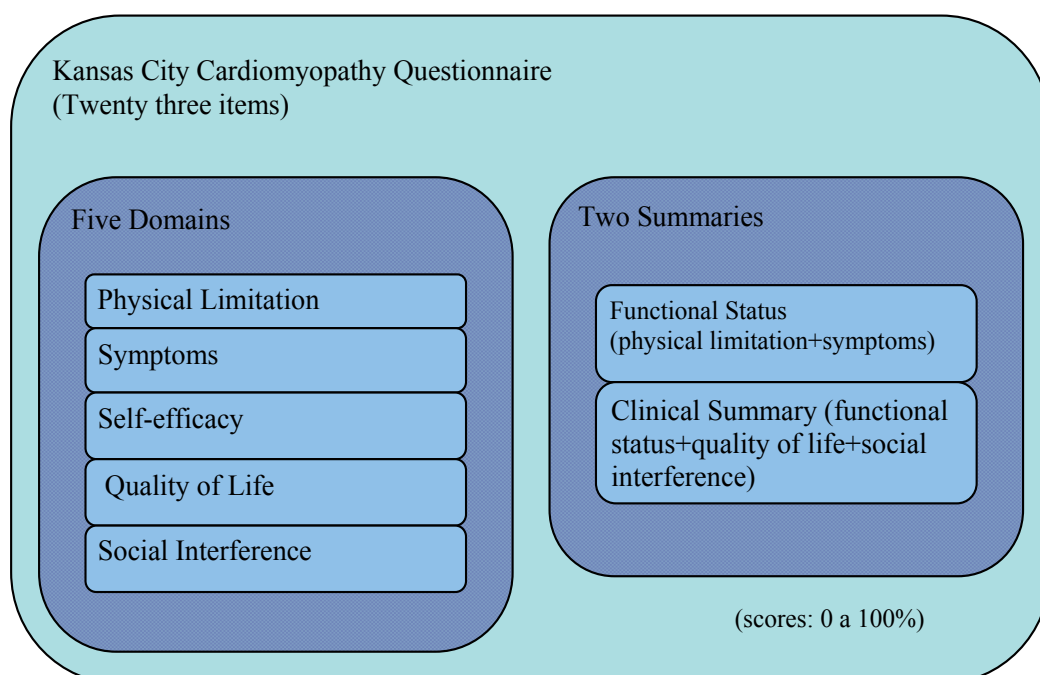 Kansas City Cardiomyopathy Questionnaire
(Twenty three items)
Five Domains
Physical Limitation
Symptoms
Self-efficacy
Quality of Life
Social Interference
Two Summaries
Functional Status
(physical limitation+symptoms)
Clinical Summary (functional
status+quality of life+social
interference)
(scores: 0 a 100%)